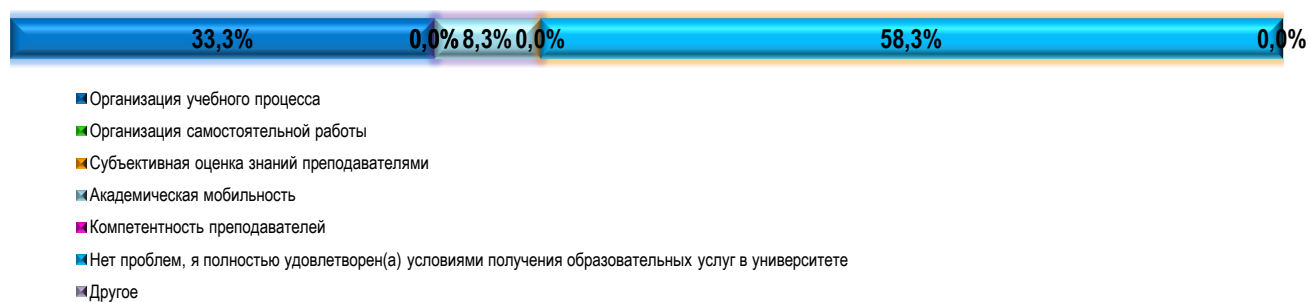 33,3% 0,0% 8,3% 0,0% 58,3% 0,0%
Организация учебного процесса
Организация самостоятельной работы
Субъективная оценка знаний преподавателями
Академическая мобильность
Компетентность преподавателей
Нет проблем, я полностью удовлетворен(а) условиями получения образовательных услуг в университете
Другое